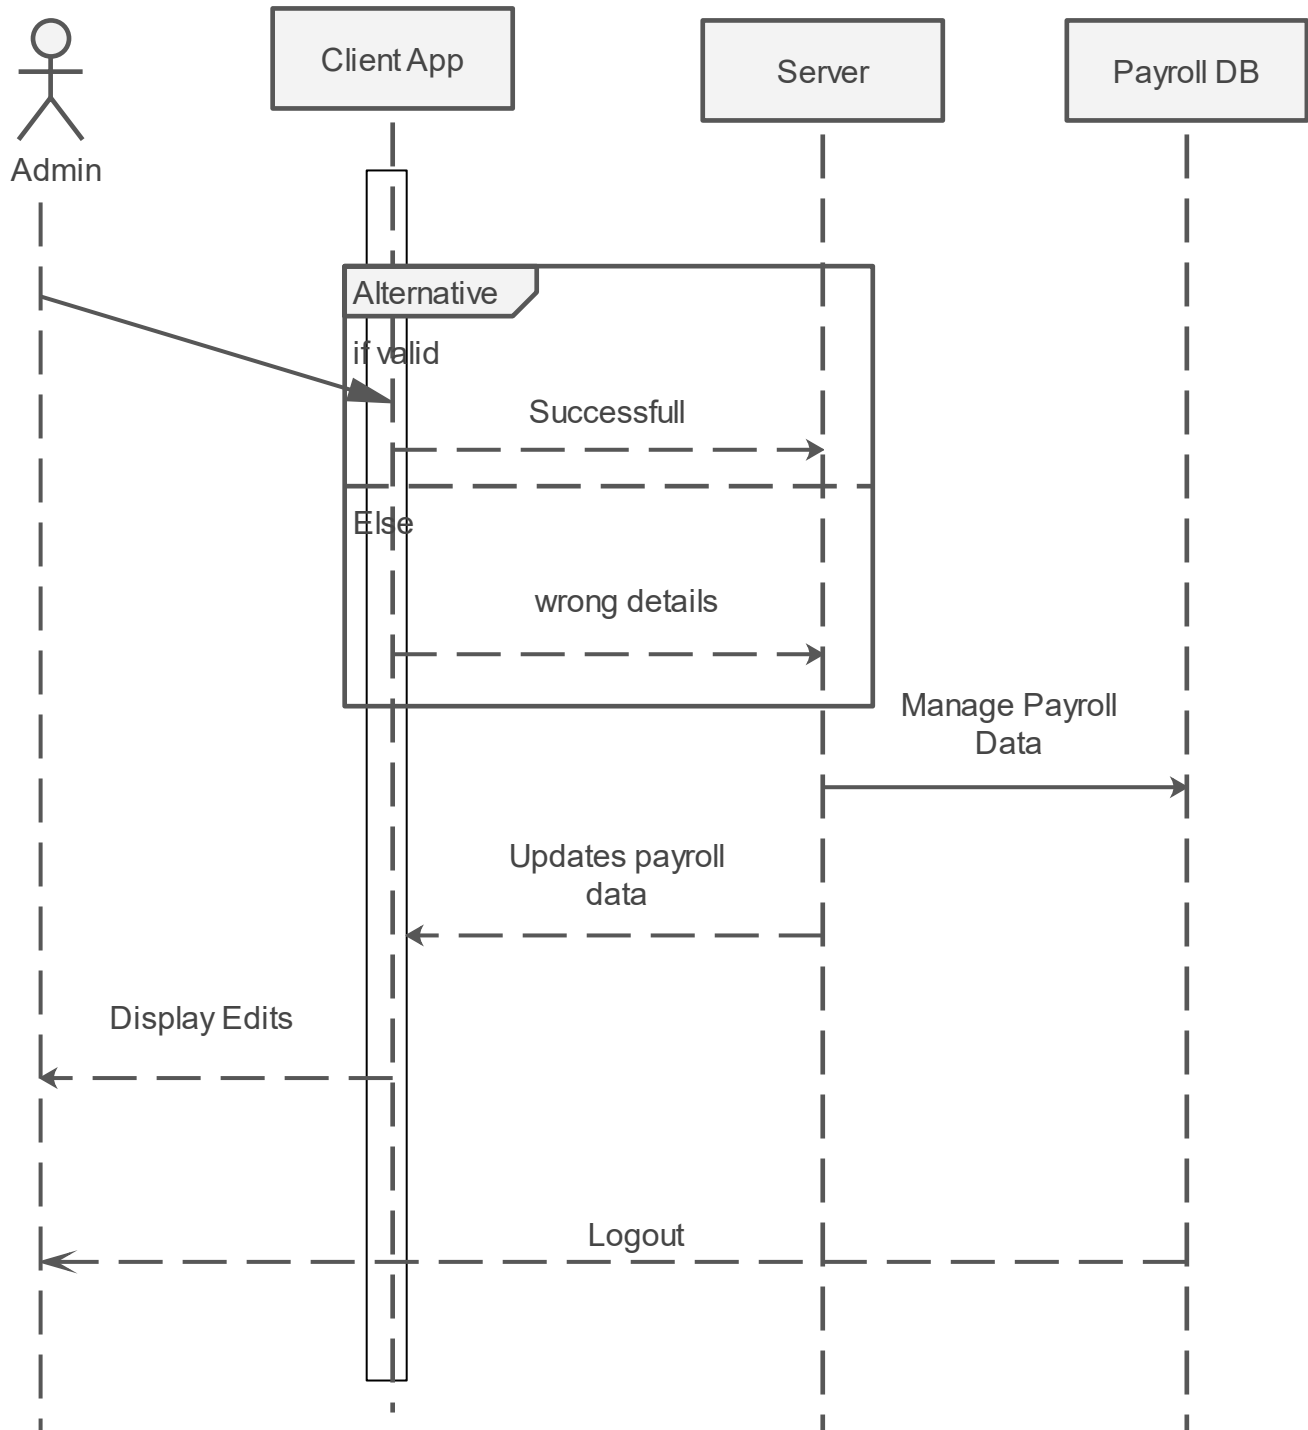 Client App
Server
Payroll DB
Admin
Alternative
if valid
Successfull
Else
wrong details
Manage Payroll
Data
Updates payroll
data
Display Edits
Logout